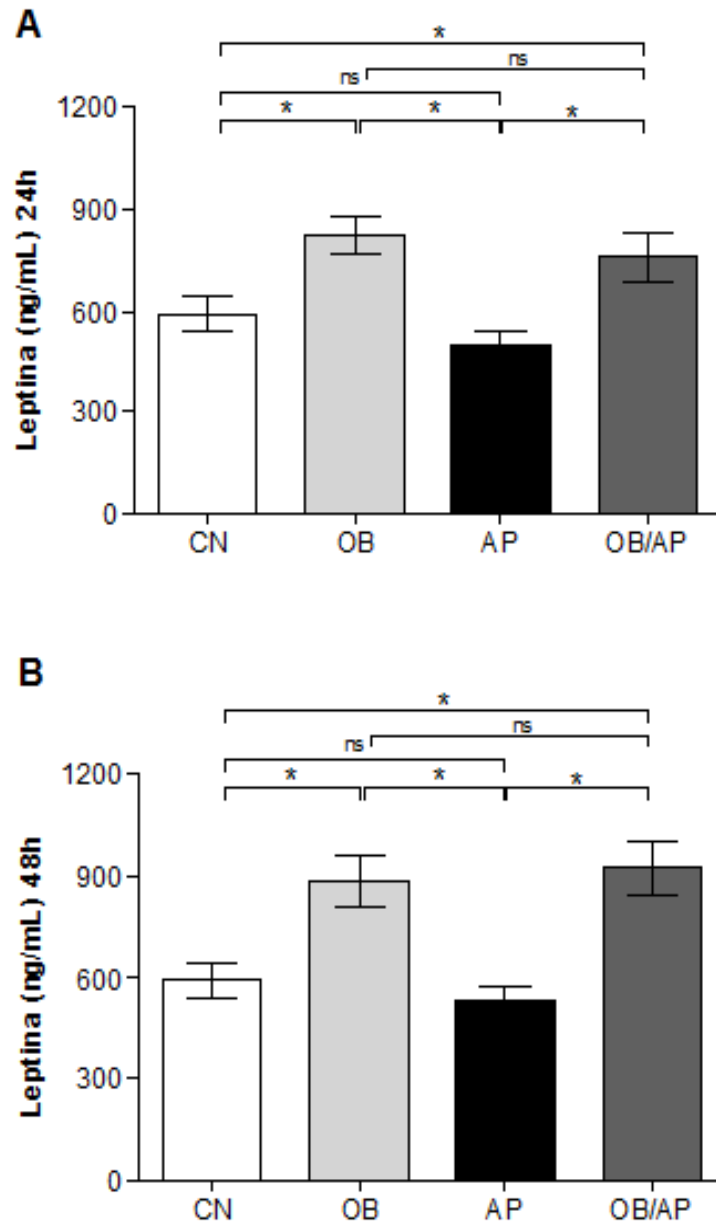 A
*
ns
ns
* * *
Leptina (ng/mL) 24h
1200
900
600
300
0
CN OB AP OB/AP
B
*
ns
ns
* * *
Leptina (ng/mL) 48h
1200
900
600
300
0
CN OB AP OB/AP